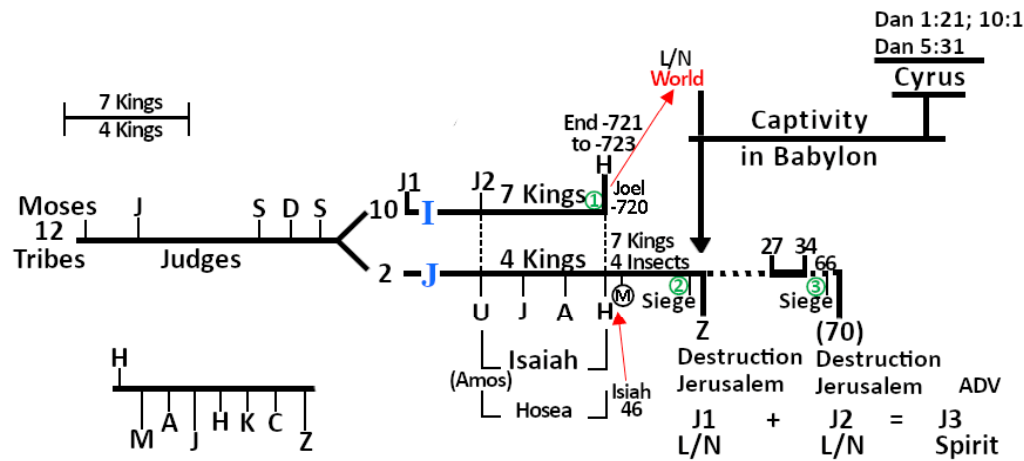 Dan 1:21; 10:1
Dan 5:31
Cyrus
L/N
World
7 Kings
4 Kings
End -721
to -723
H
Captivity
in Babylon
J1
J2
7 Kings
①
Joel
-720
Moses
12
Tribes
J
S
D
S
Judges
10
I
2
J
4 Kings
7 Kings
4 Insects
27
34
66
U
J
A
H
M
②
Siege
Z
③
Siege
(70)
Isaiah
(Amos)
Hosea
Isiah
46
Destruction
Jerusalem
Destruction
Jerusalem
ADV
J1
+
J2
=
J3
L/N
L/N
Spirit
H
M
A
J
H
K
C
Z